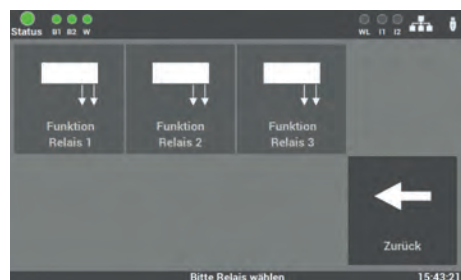 Status B1 B2 W WL I1 I2
Funktion Relais 1
Funktion Relais 2
Funktion Relais 3
Zurück
Bitte Relais wählen 15:43:21